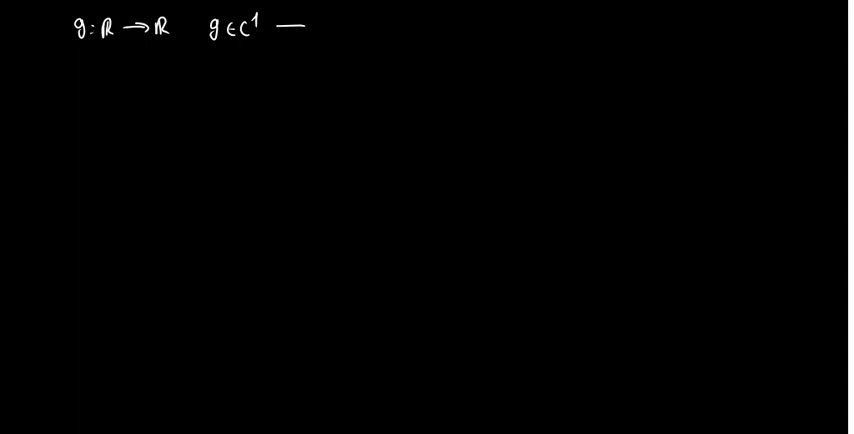 g: ℝ → ℝ g ∈ C¹ —